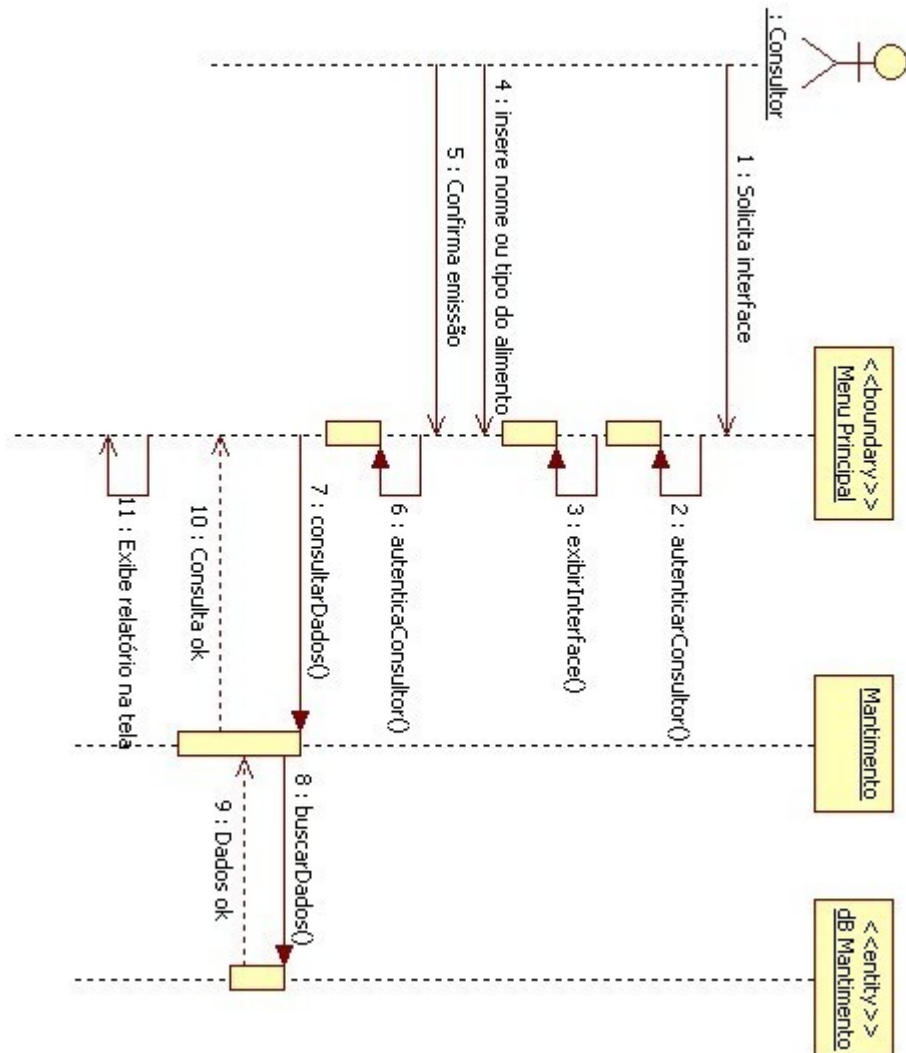 : Consultor
<<boundary>>
Menu Principal
Mantimento
<<entity>>
dB Mantimento
1 : Solicita interface
2 : autenticarConsultor()
3 : exibirInterface()
4 : insere nome ou tipo do alimento
5 : Confirma emissão
6 : autenticaConsultor()
7 : consultarDados()
8 : buscarDados()
9 : Dados ok
10 : Consulta ok
11 : Exibe relatório na tela